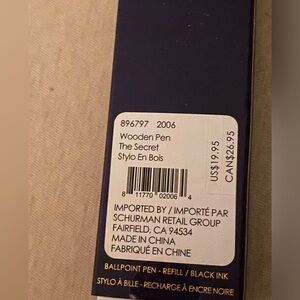 896797 2006
Wooden Pen
The Secret
Stylo En Bois
US$19.95
CAN$26.95
8 11770 02006 4
IMPORTED BY / IMPORTÉ PAR
SCHURMAN RETAIL GROUP
FAIRFIELD, CA 94534
MADE IN CHINA
FABRIQUÉ EN CHINE
BALLPOINT PEN - REFILL / BLACK INK
STYLO À BILLE - RECHARGE À ENCRE NOIRE